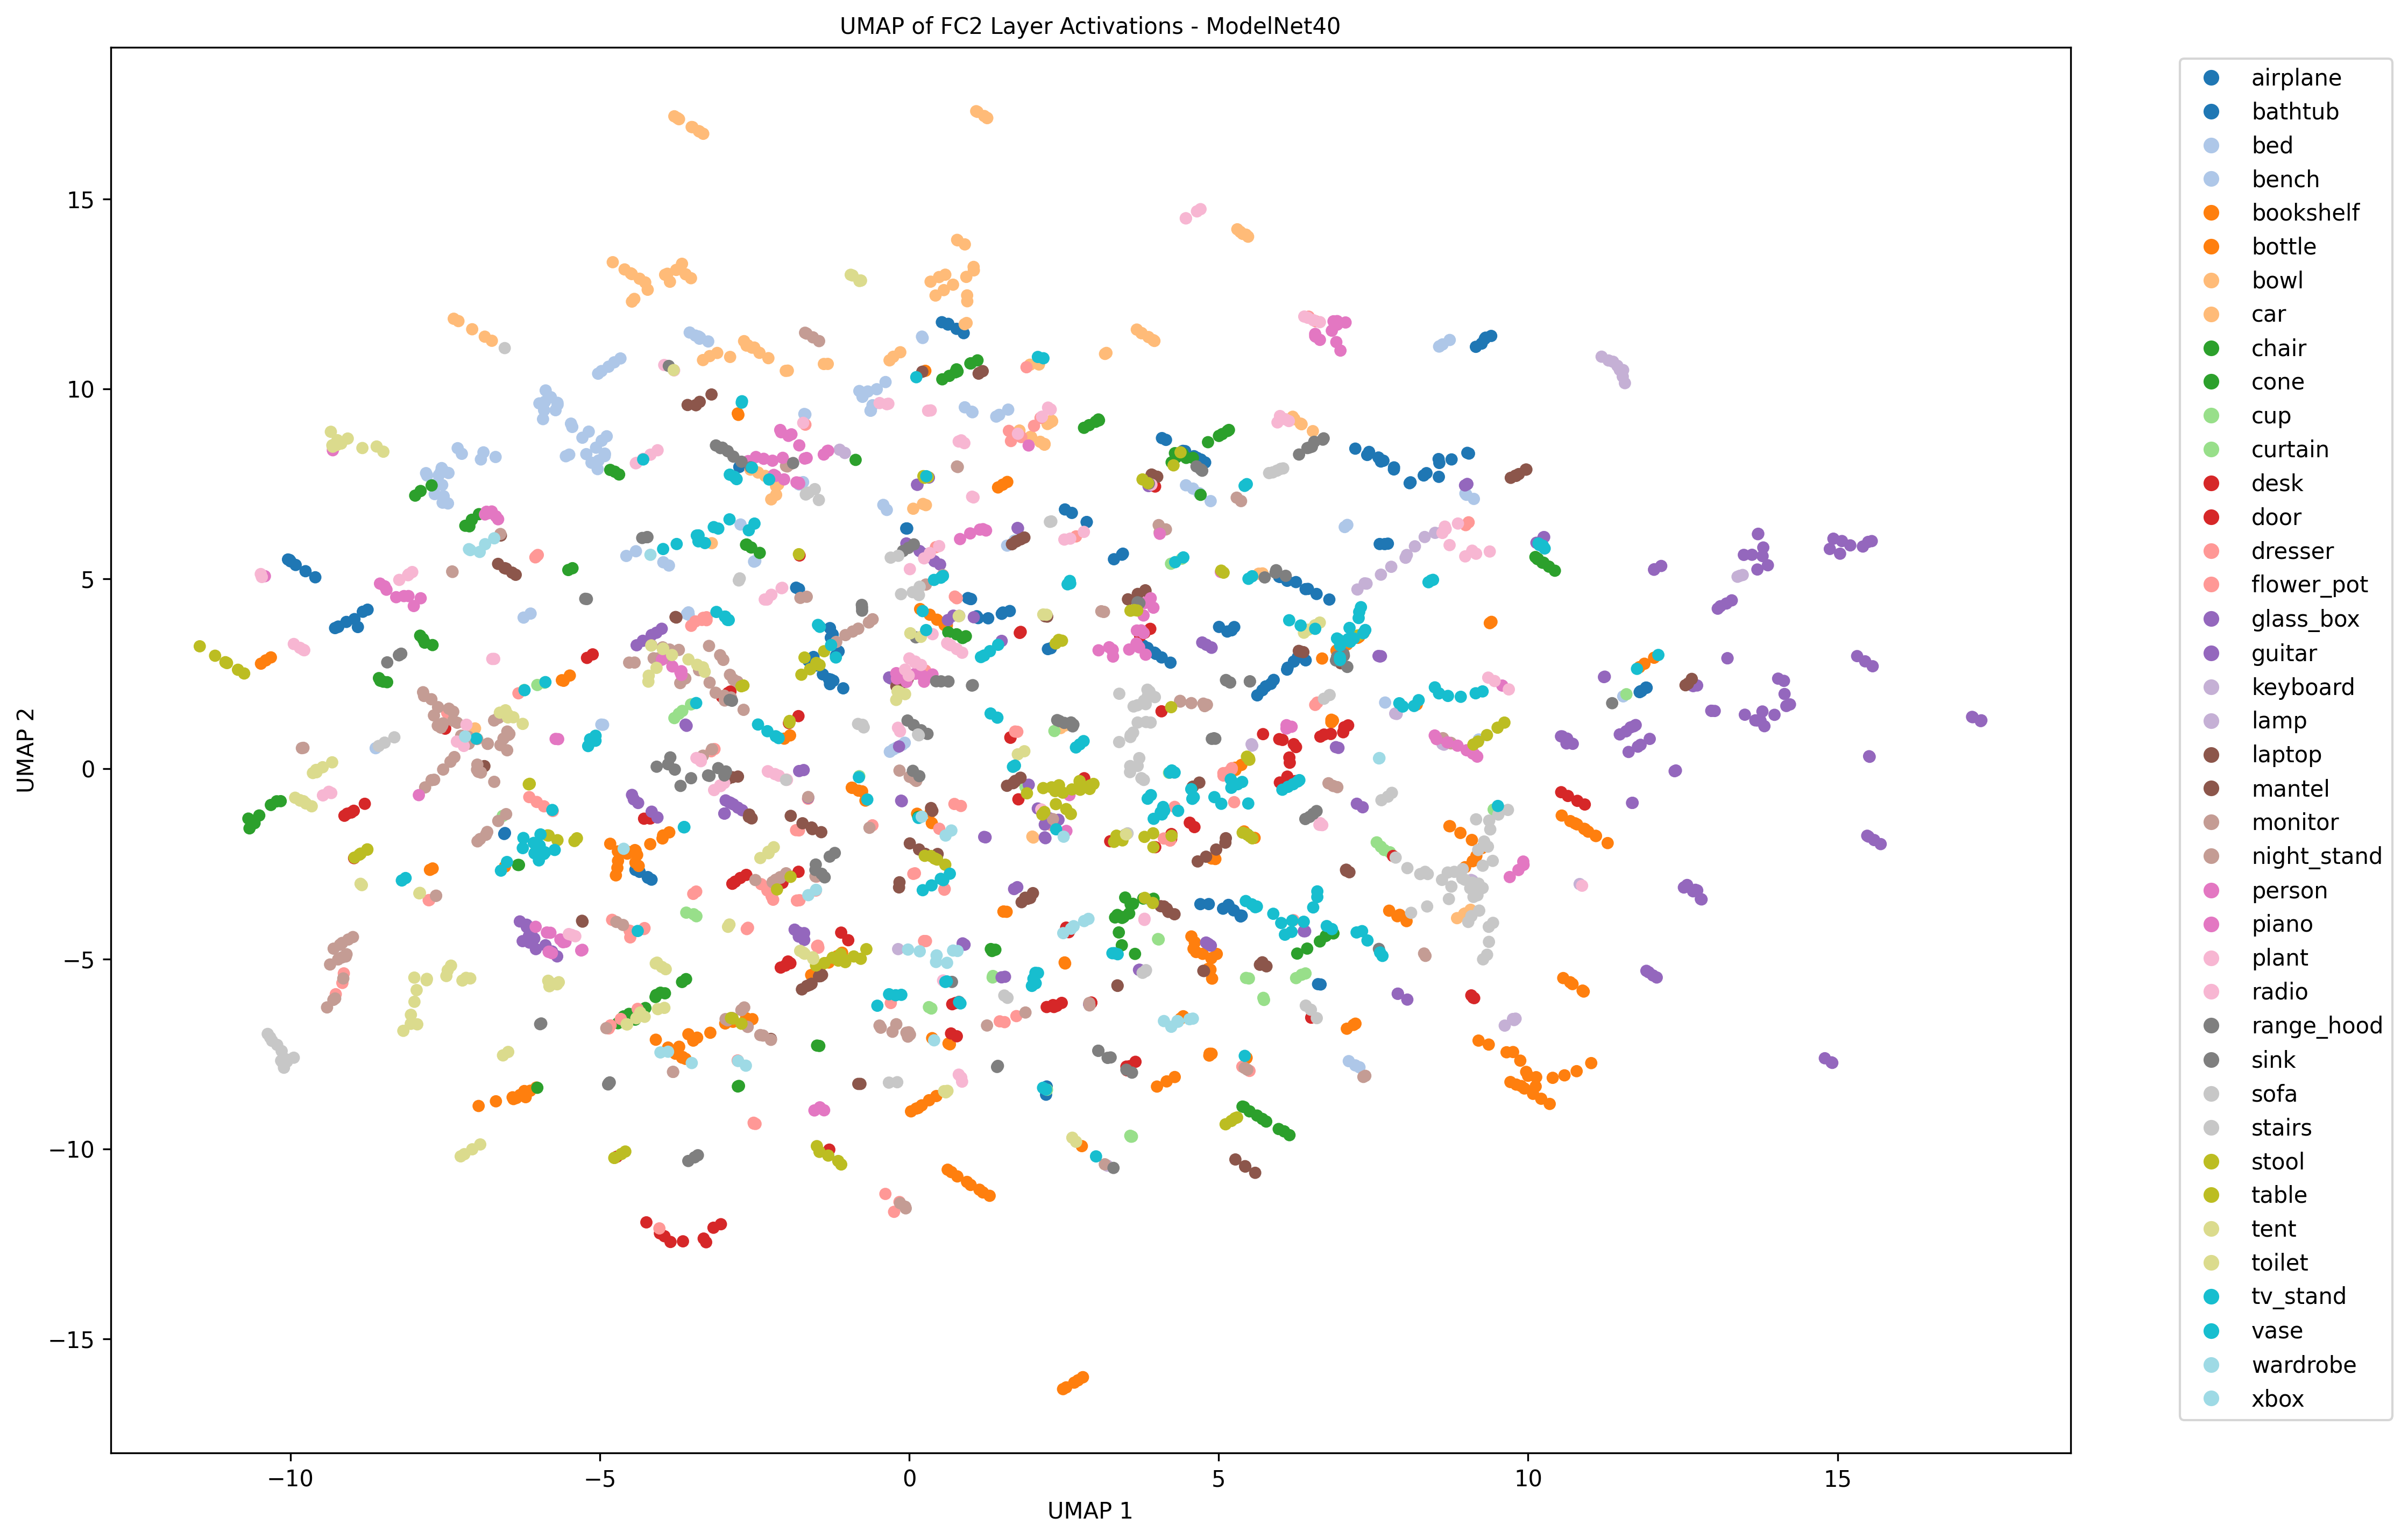 UMAP of FC2 Layer Activations - ModelNet40
15
10
5
0
−5
−10
−15
UMAP 2
−10
−5
0
5
10
15
UMAP 1
airplane
bathtub
bed
bench
bookshelf
bottle
bowl
car
chair
cone
cup
curtain
desk
door
dresser
flower_pot
glass_box
guitar
keyboard
lamp
laptop
mantel
monitor
night_stand
person
piano
plant
radio
range_hood
sink
sofa
stairs
stool
table
tent
toilet
tv_stand
vase
wardrobe
xbox